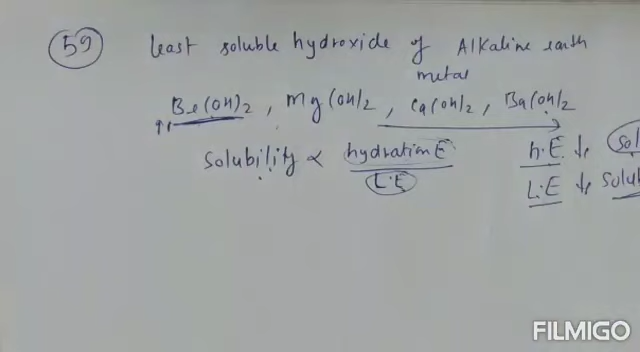 59 least soluble hydroxide of Alkaline earth
metal
Be(OH)2, Mg(OH)2, Ca(OH)2, Ba(OH)2
↑↑
Solubility ∝ hydration E h.E ↓ sol
L.E L.E ↓ solub
FILMIGO